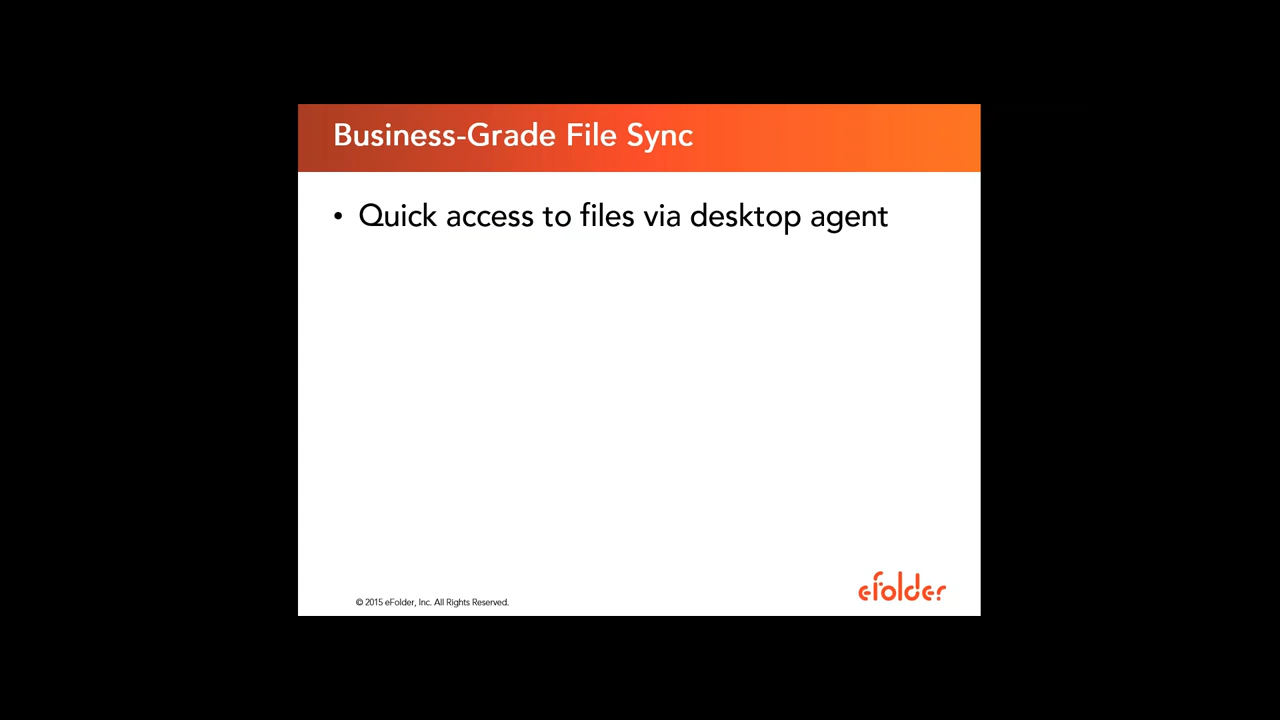 Business-Grade File Sync
• Quick access to files via desktop agent
© 2015 eFolder, Inc. All Rights Reserved.
efolder